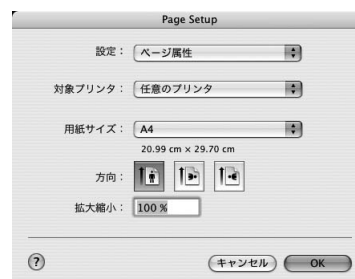 Page Setup
設定： ページ属性
対象プリンタ： 任意のプリンタ
用紙サイズ： A4
20.99 cm × 29.70 cm
方向：
拡大縮小： 100 %
? キャンセル OK